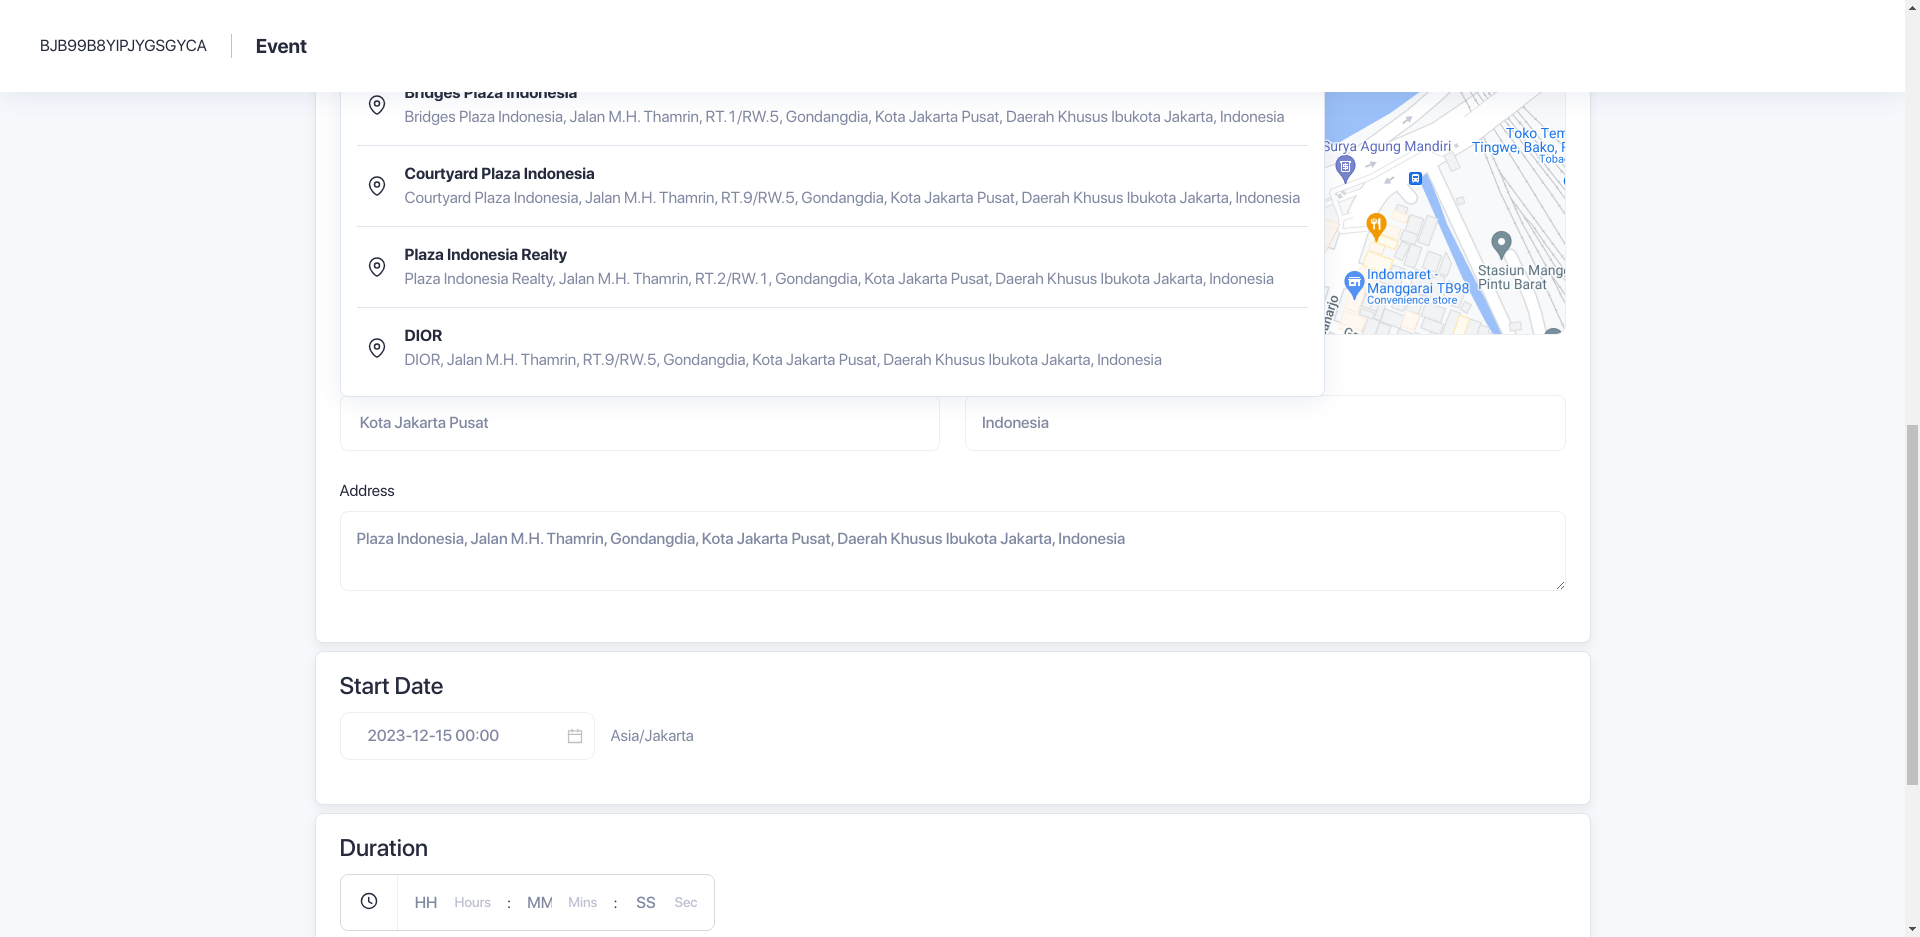 BJB99B8YIPJYGSGYCA
Event
Bridges Plaza Indonesia
Bridges Plaza Indonesia, Jalan M.H. Thamrin, RT.1/RW.5, Gondangdia, Kota Jakarta Pusat, Daerah Khusus Ibukota Jakarta, Indonesia
Courtyard Plaza Indonesia
Courtyard Plaza Indonesia, Jalan M.H. Thamrin, RT.9/RW.5, Gondangdia, Kota Jakarta Pusat, Daerah Khusus Ibukota Jakarta, Indonesia
Plaza Indonesia Realty
Plaza Indonesia Realty, Jalan M.H. Thamrin, RT.2/RW.1, Gondangdia, Kota Jakarta Pusat, Daerah Khusus Ibukota Jakarta, Indonesia
DIOR
DIOR, Jalan M.H. Thamrin, RT.9/RW.5, Gondangdia, Kota Jakarta Pusat, Daerah Khusus Ibukota Jakarta, Indonesia
Surya Agung Mandiri
Toko Tem
Tingwe, Bako,
Toba
Indomaret -
Manggarai TB98
Convenience store
Stasiun Mang
Pintu Barat
Kota Jakarta Pusat
Indonesia
Address
Plaza Indonesia, Jalan M.H. Thamrin, Gondangdia, Kota Jakarta Pusat, Daerah Khusus Ibukota Jakarta, Indonesia
Start Date
2023-12-15 00:00
Asia/Jakarta
Duration
HH Hours : MM Mins : SS Sec